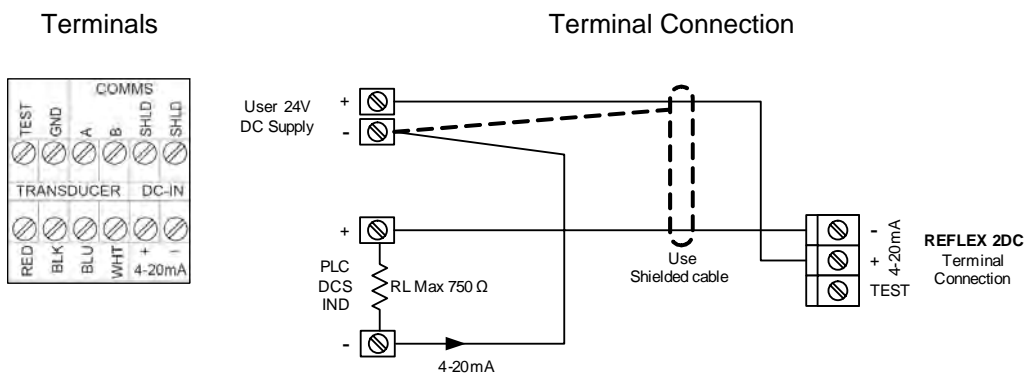 Terminals
COMMS
TEST GND A B SHLD SHLD
TRANSDUCER DC-IN
RED BLK BLU WHT + -
4-20mA
Terminal Connection
User 24V
DC Supply
+
-
+
PLC
DCS
IND
RL Max 750 Ω
-
4-20mA
Use
Shielded cable
-
+
4-20mA
TEST
REFLEX 2DC
Terminal
Connection